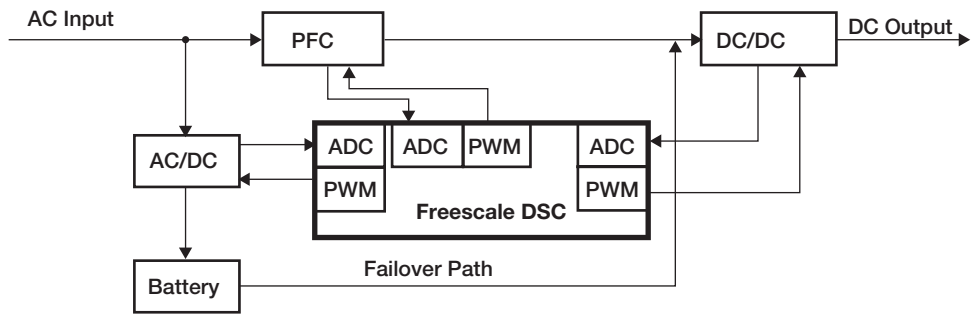 AC Input
PFC
DC/DC
DC Output
AC/DC
ADC
ADC
PWM
ADC
PWM
PWM
Freescale DSC
Battery
Failover Path